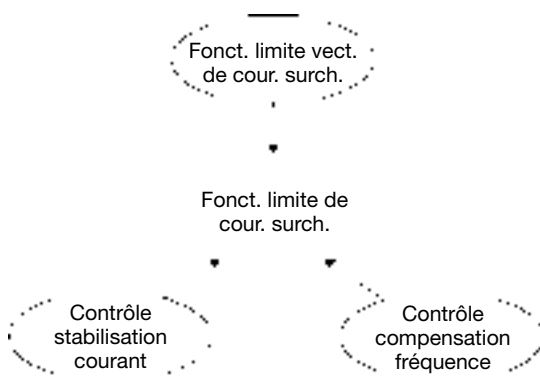 Fonct. limite vect.
de cour. surch.
Fonct. limite de
cour. surch.
Contrôle
stabilisation
courant
Contrôle
compensation
fréquence